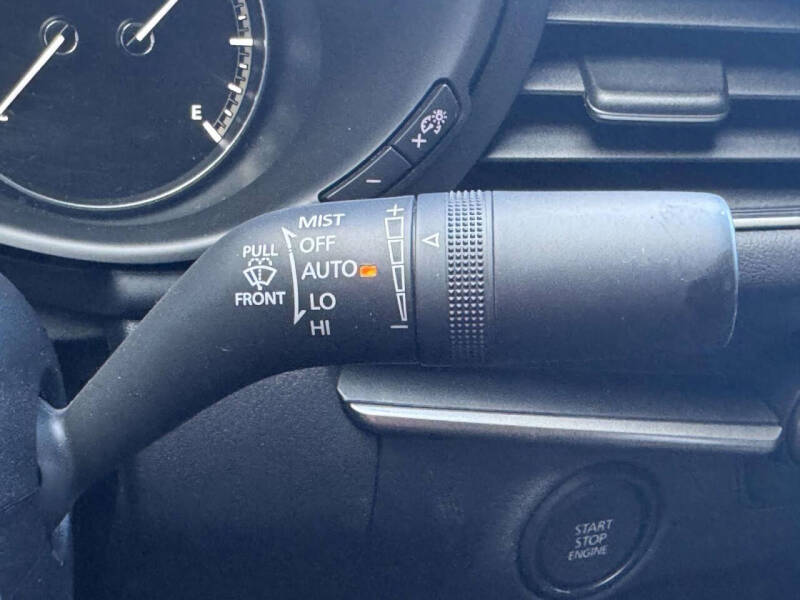 E
+
−
MIST
OFF
AUTO
LO
HI
PULL
FRONT
+
−
START
STOP
ENGINE